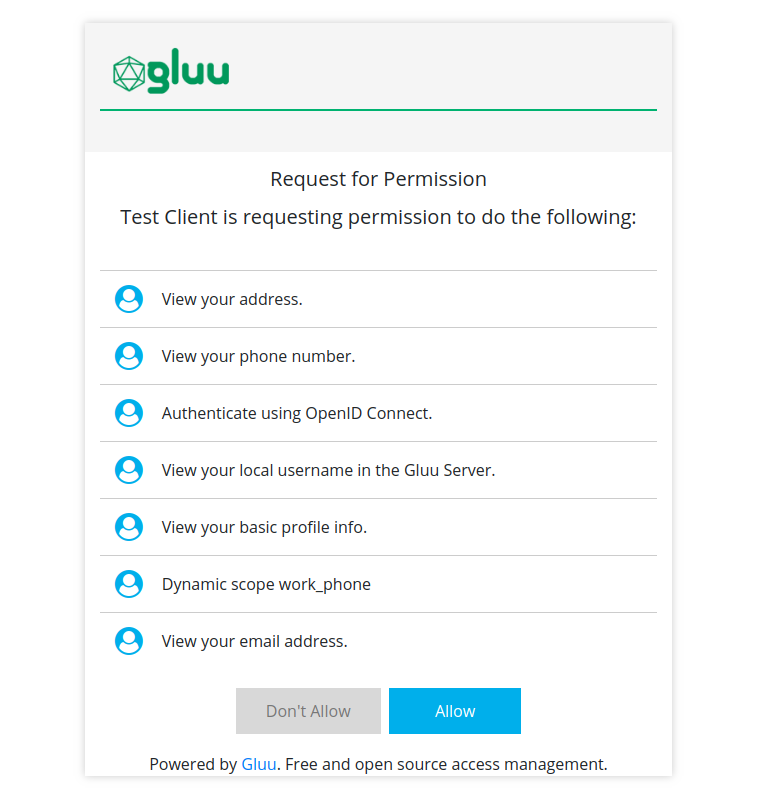 gluu
Request for Permission
Test Client is requesting permission to do the following:
View your address.
View your phone number.
Authenticate using OpenID Connect.
View your local username in the Gluu Server.
View your basic profile info.
Dynamic scope work_phone
View your email address.
Don't Allow Allow
Powered by Gluu. Free and open source access management.